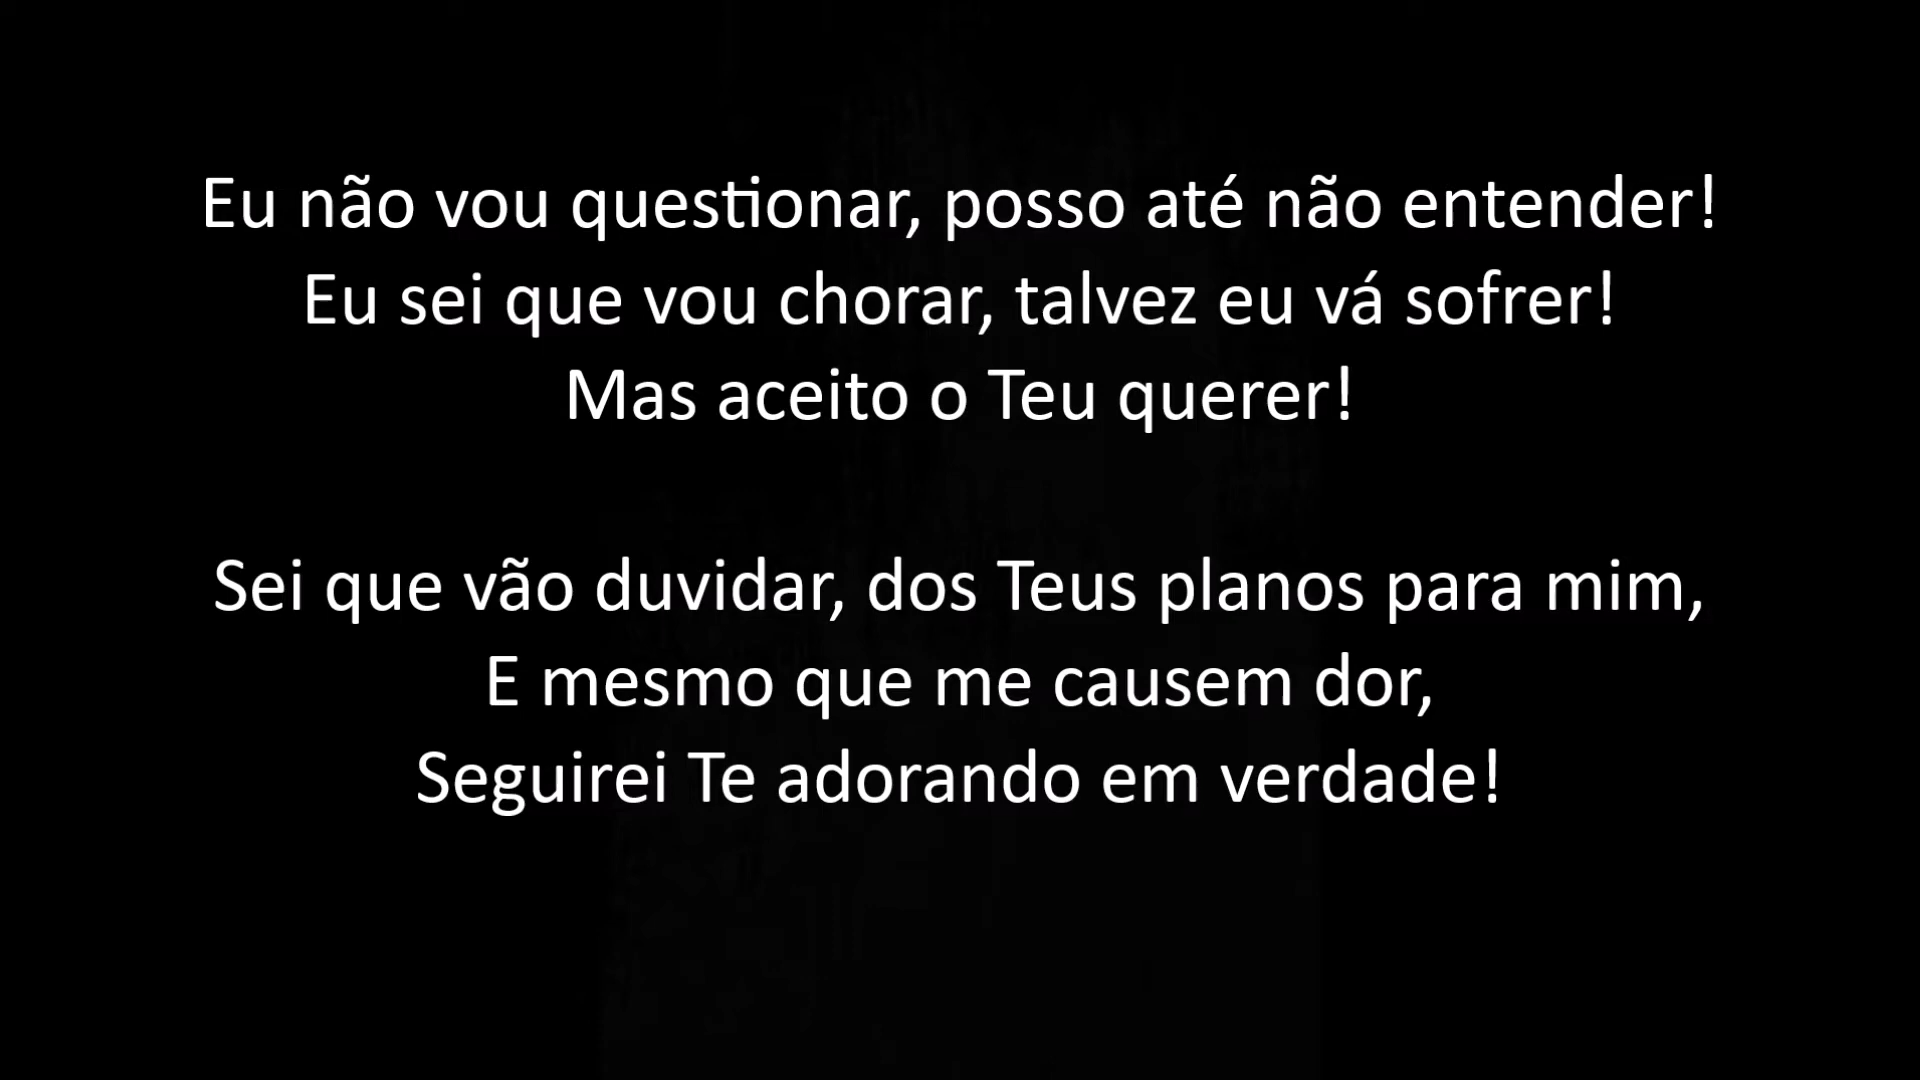 Eu não vou questionar, posso até não entender!
Eu sei que vou chorar, talvez eu vá sofrer!
Mas aceito o Teu querer!
Sei que vão duvidar, dos Teus planos para mim,
E mesmo que me causem dor,
Seguirei Te adorando em verdade!